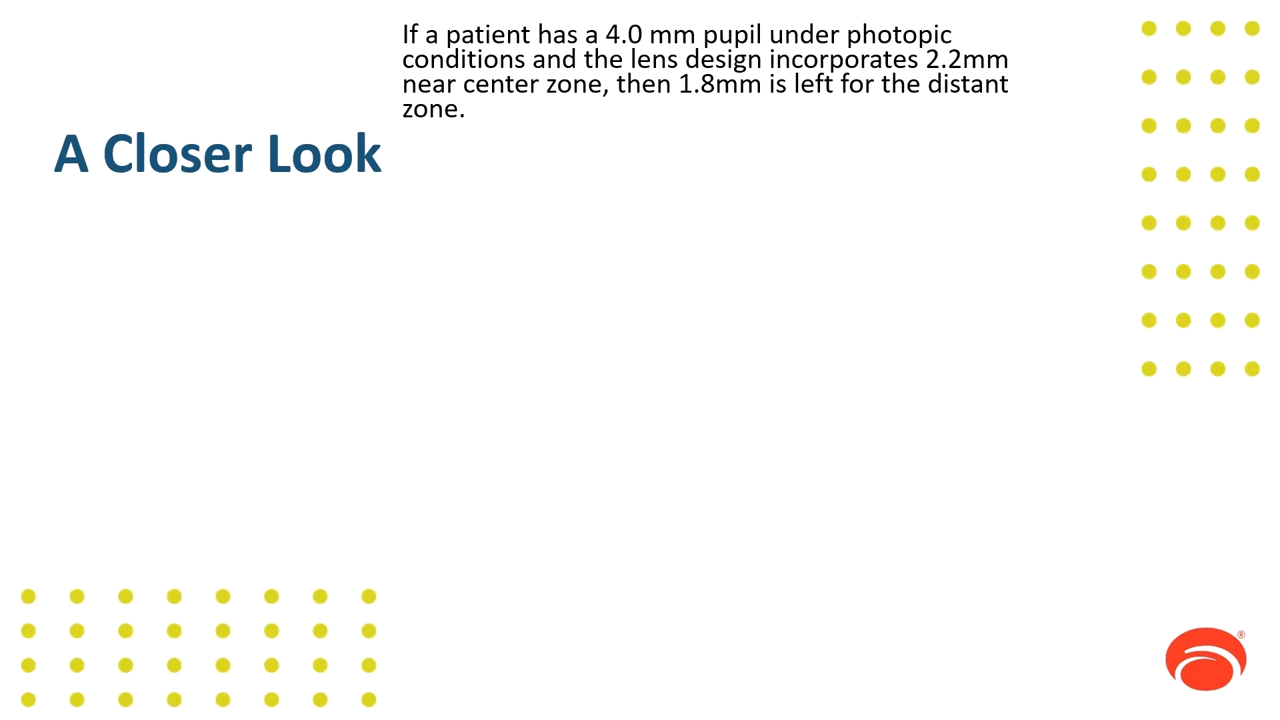 If a patient has a 4.0 mm pupil under photopic
conditions and the lens design incorporates 2.2mm
near center zone, then 1.8mm is left for the distant
zone.
A Closer Look
®